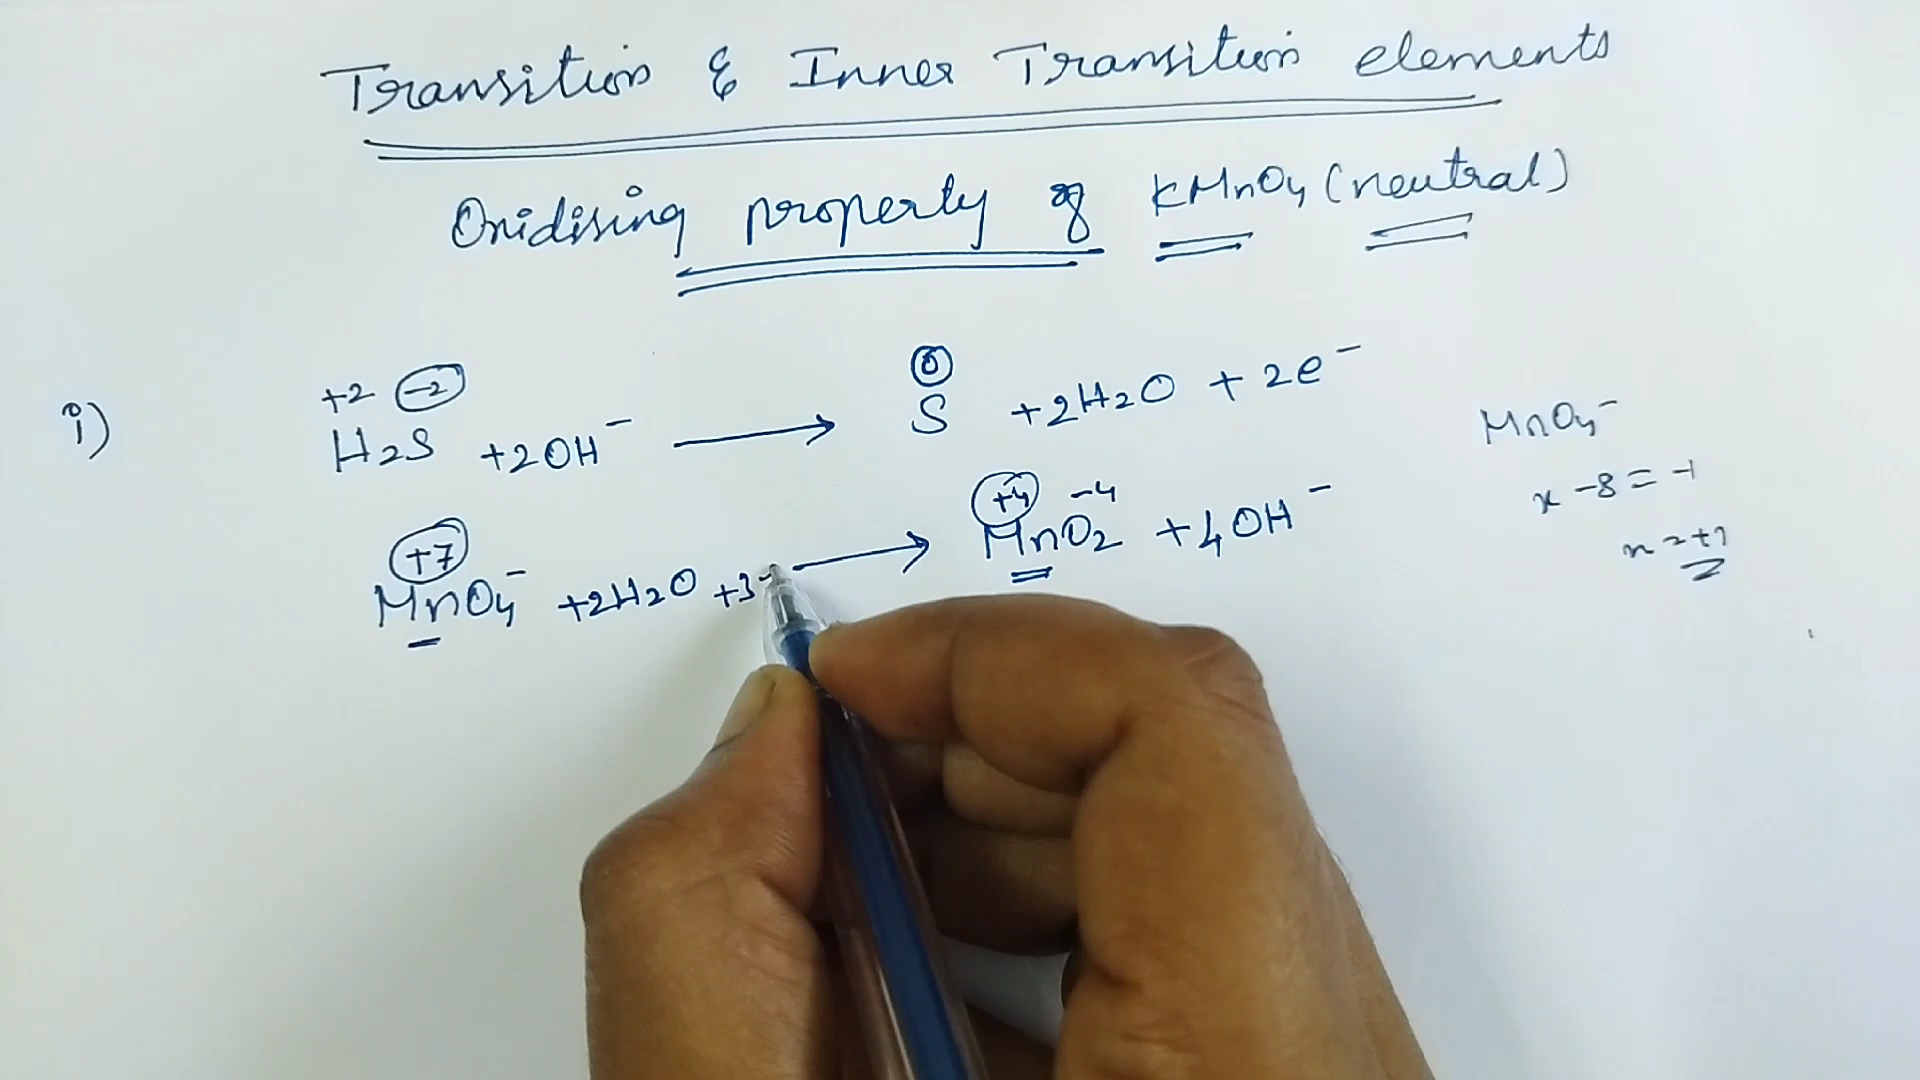 Transition & Inner Transition elements
Oxidising property of KMnO₄ (neutral)
+2 -2 0
i) H₂S + 2OH⁻ → S + 2H₂O + 2e⁻
+7 +4 -4
MnO₄⁻ + 2H₂O + 3 → MnO₂ + 4OH⁻
MnO₄⁻
x - 8 = -1
x = +7